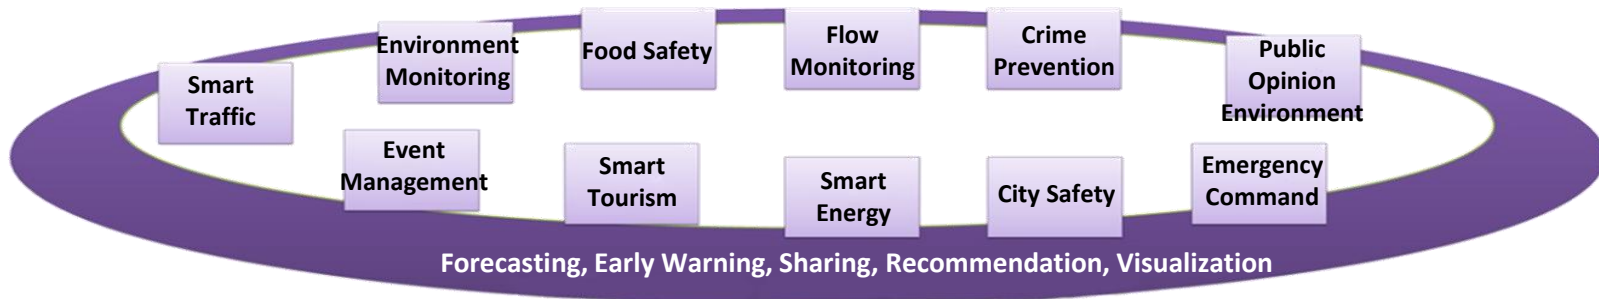 Smart
Traffic
Environment
Monitoring
Food Safety
Flow
Monitoring
Crime
Prevention
Public
Opinion
Environment
Event
Management
Smart
Tourism
Smart
Energy
City Safety
Emergency
Command
Forecasting, Early Warning, Sharing, Recommendation, Visualization